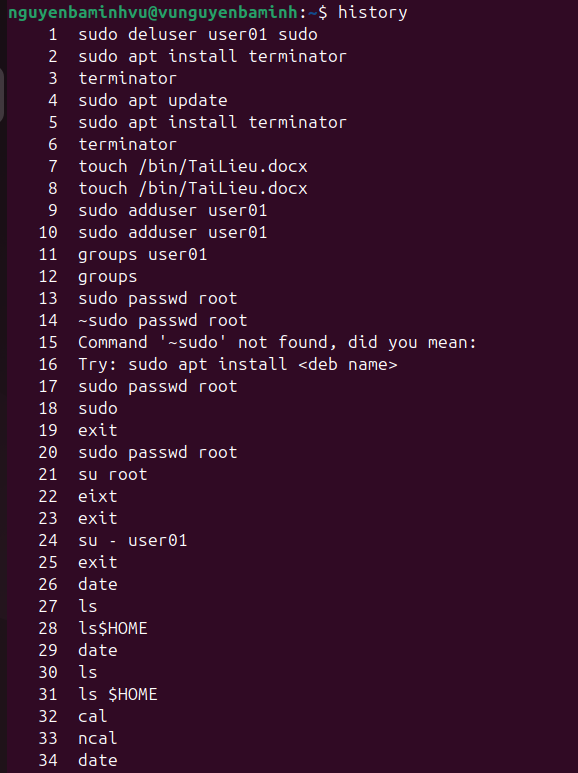 nguyenbaminhvu@vunguyenbaminh:~$ history
1 sudo deluser user01 sudo
2 sudo apt install terminator
3 terminator
4 sudo apt update
5 sudo apt install terminator
6 terminator
7 touch /bin/TaiLieu.docx
8 touch /bin/TaiLieu.docx
9 sudo adduser user01
10 sudo adduser user01
11 groups user01
12 groups
13 sudo passwd root
14 ~sudo passwd root
15 Command '~sudo' not found, did you mean:
16 Try: sudo apt install <deb name>
17 sudo passwd root
18 sudo
19 exit
20 sudo passwd root
21 su root
22 eixt
23 exit
24 su - user01
25 exit
26 date
27 ls
28 ls$HOME
29 date
30 ls
31 ls $HOME
32 cal
33 ncal
34 date